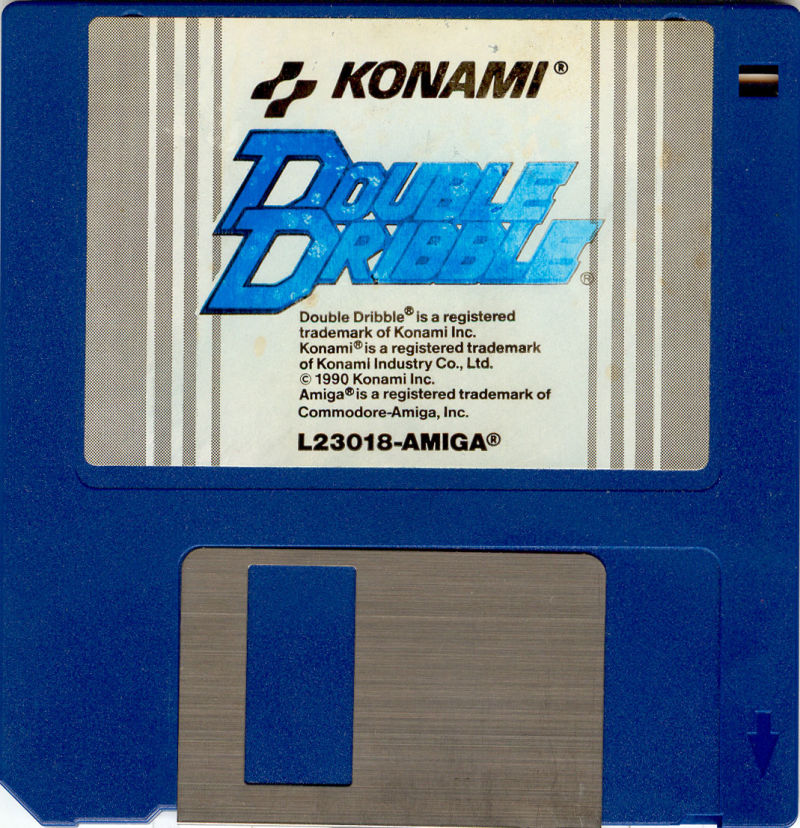 KONAMI®
DOUBLE
DRIBBLE®
Double Dribble® is a registered
trademark of Konami Inc.
Konami® is a registered trademark
of Konami Industry Co., Ltd.
© 1990 Konami Inc.
Amiga® is a registered trademark of
Commodore-Amiga, Inc.
L23018-AMIGA®